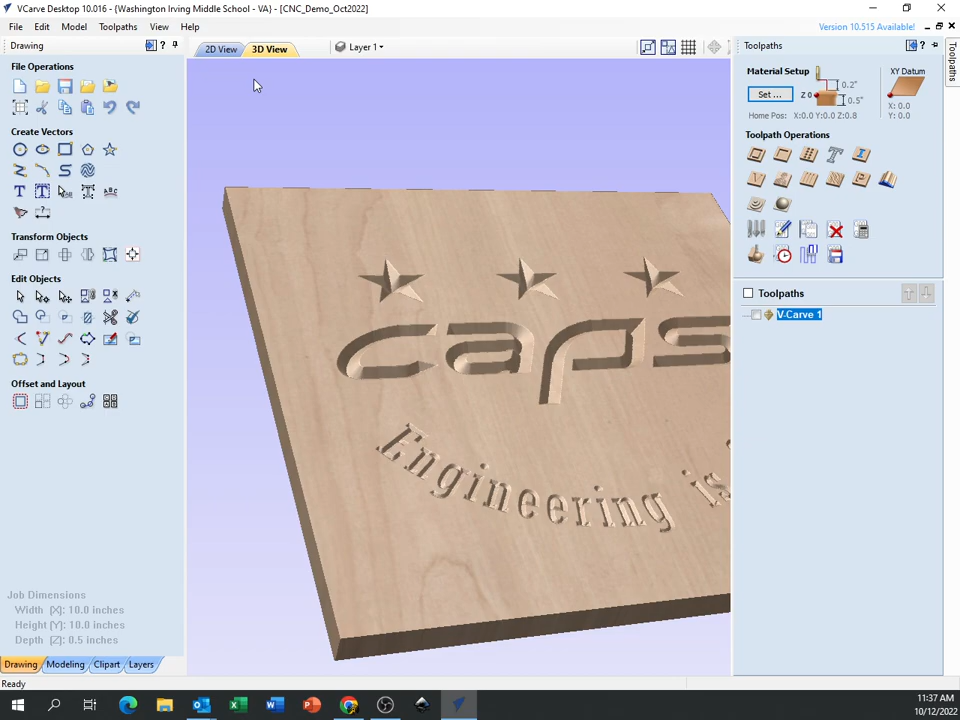 VCarve Desktop 10.016 - {Washington Irving Middle School - VA} - [CNC_Demo_Oct2022]
File Edit Model Toolpaths View Help
Version 10.515 Available!
Drawing
2D View 3D View Layer 1
Toolpaths
File Operations
Create Vectors
Transform Objects
Edit Objects
Offset and Layout
Job Dimensions
Width [X]: 10.0 inches
Height [Y]: 10.0 inches
Depth [Z]: 0.5 inches
Drawing Modeling Clipart Layers
Ready
caps
Engineering is
Material Setup
Set ...
Z 0
0.2"
0.5"
XY Datum
X: 0.0
Y: 0.0
Home Pos: X:0.0 Y:0.0 Z:0.8
Toolpath Operations
Toolpaths
V-Carve 1
Toolpaths
11:37 AM
10/12/2022